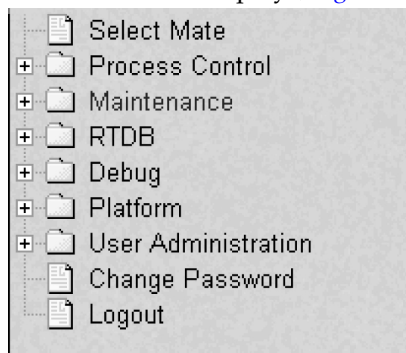 Select Mate
Process Control
Maintenance
RTDB
Debug
Platform
User Administration
Change Password
Logout